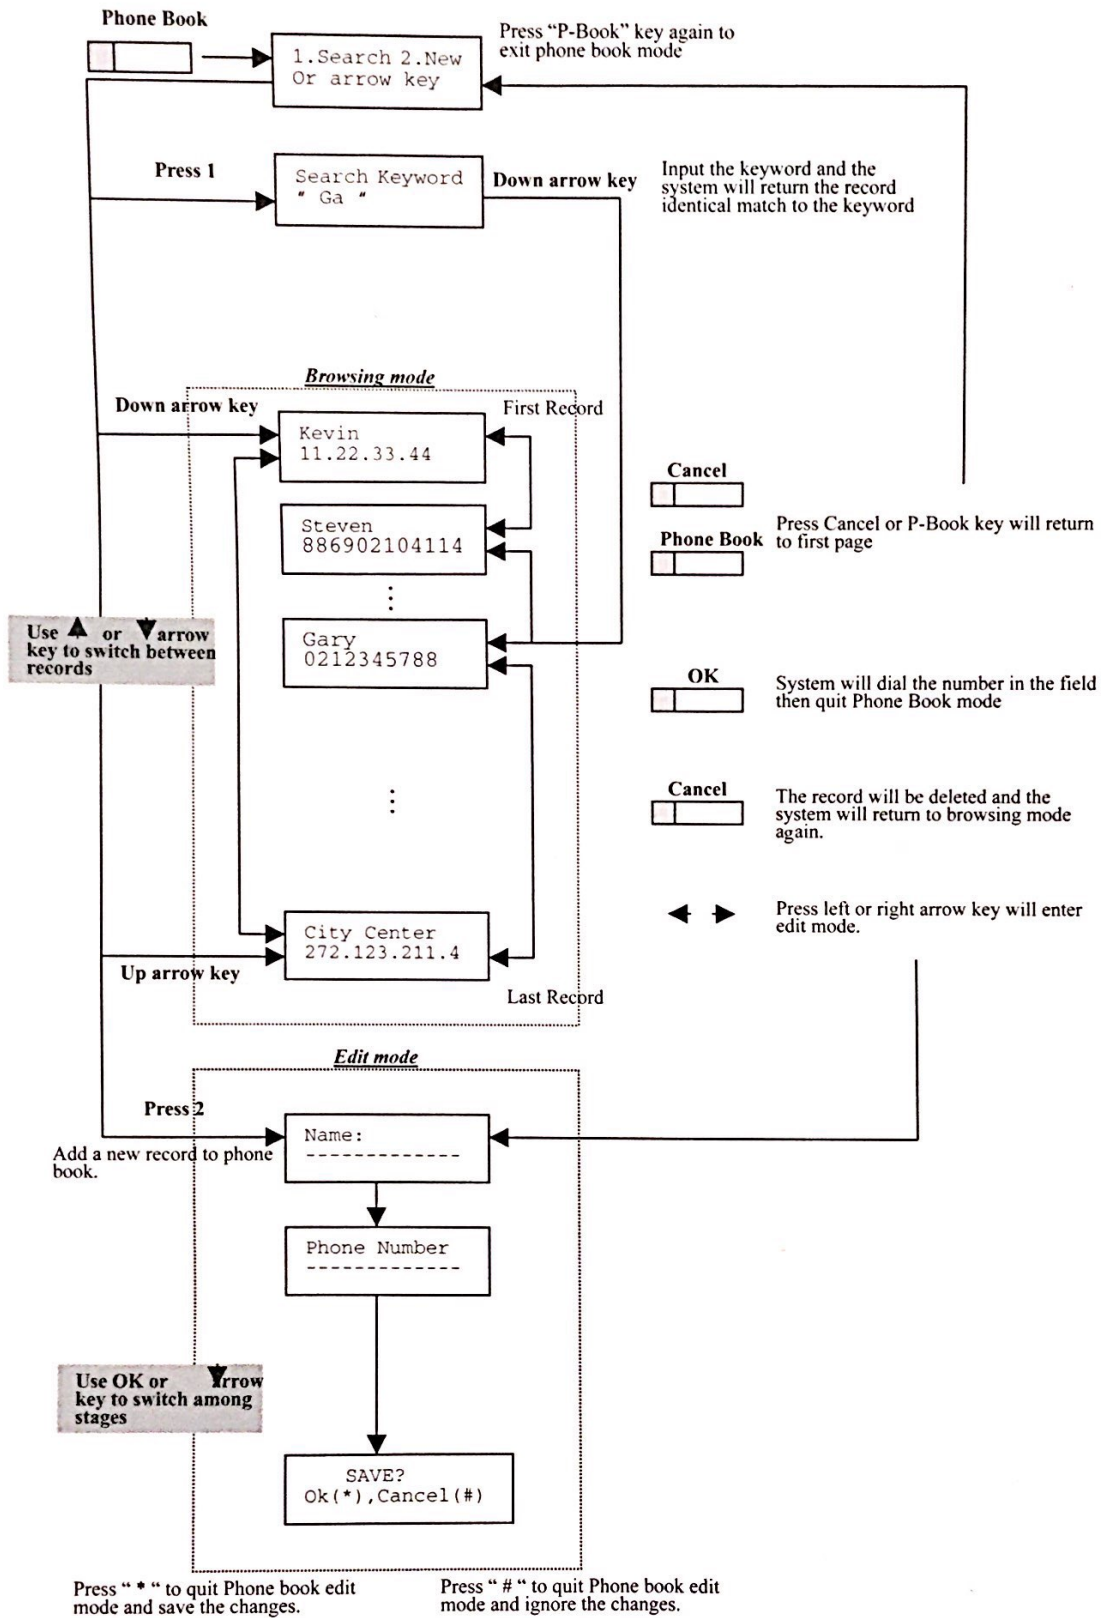 Phone Book
Press “P-Book” key again to
exit phone book mode
1.Search 2.New
Or arrow key
Press 1
Search Keyword
" Ga "
Down arrow key
Input the keyword and the
system will return the record
identical match to the keyword
Browsing mode
Down arrow key
First Record
Kevin
11.22.33.44
Steven
886902104114
⋮
Gary
0212345788
⋮
City Center
272.123.211.4
Up arrow key
Last Record
Use ▲ or ▼arrow
key to switch between
records
Cancel
Phone Book
Press Cancel or P-Book key will return
to first page
OK
System will dial the number in the field
then quit Phone Book mode
Cancel
The record will be deleted and the
system will return to browsing mode
again.
Press left or right arrow key will enter
edit mode.
Edit mode
Press 2
Add a new record to phone
book.
Name:
-------------
Phone Number
-------------
Use OK or ▼arrow
key to switch among
stages
SAVE?
Ok(*),Cancel(#)
Press “ * “ to quit Phone book edit
mode and save the changes.
Press “ # “ to quit Phone book edit
mode and ignore the changes.